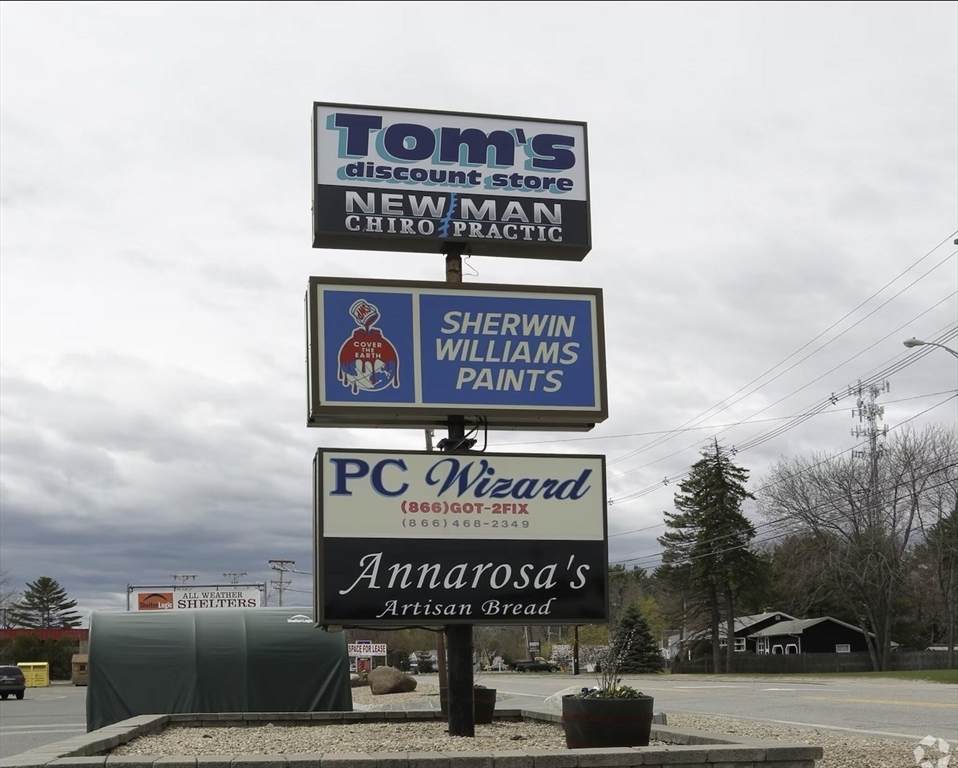 Tom's
discount store
NEWMAN
CHIROPRACTIC
COVER
THE
EARTH
SHERWIN
WILLIAMS
PAINTS
PC Wizard
(866)GOT-2FIX
(866) 468-2349
Annarosa's
Artisan Bread
ShelterLogic
ALL WEATHER
SHELTERS
SPACE FOR LEASE